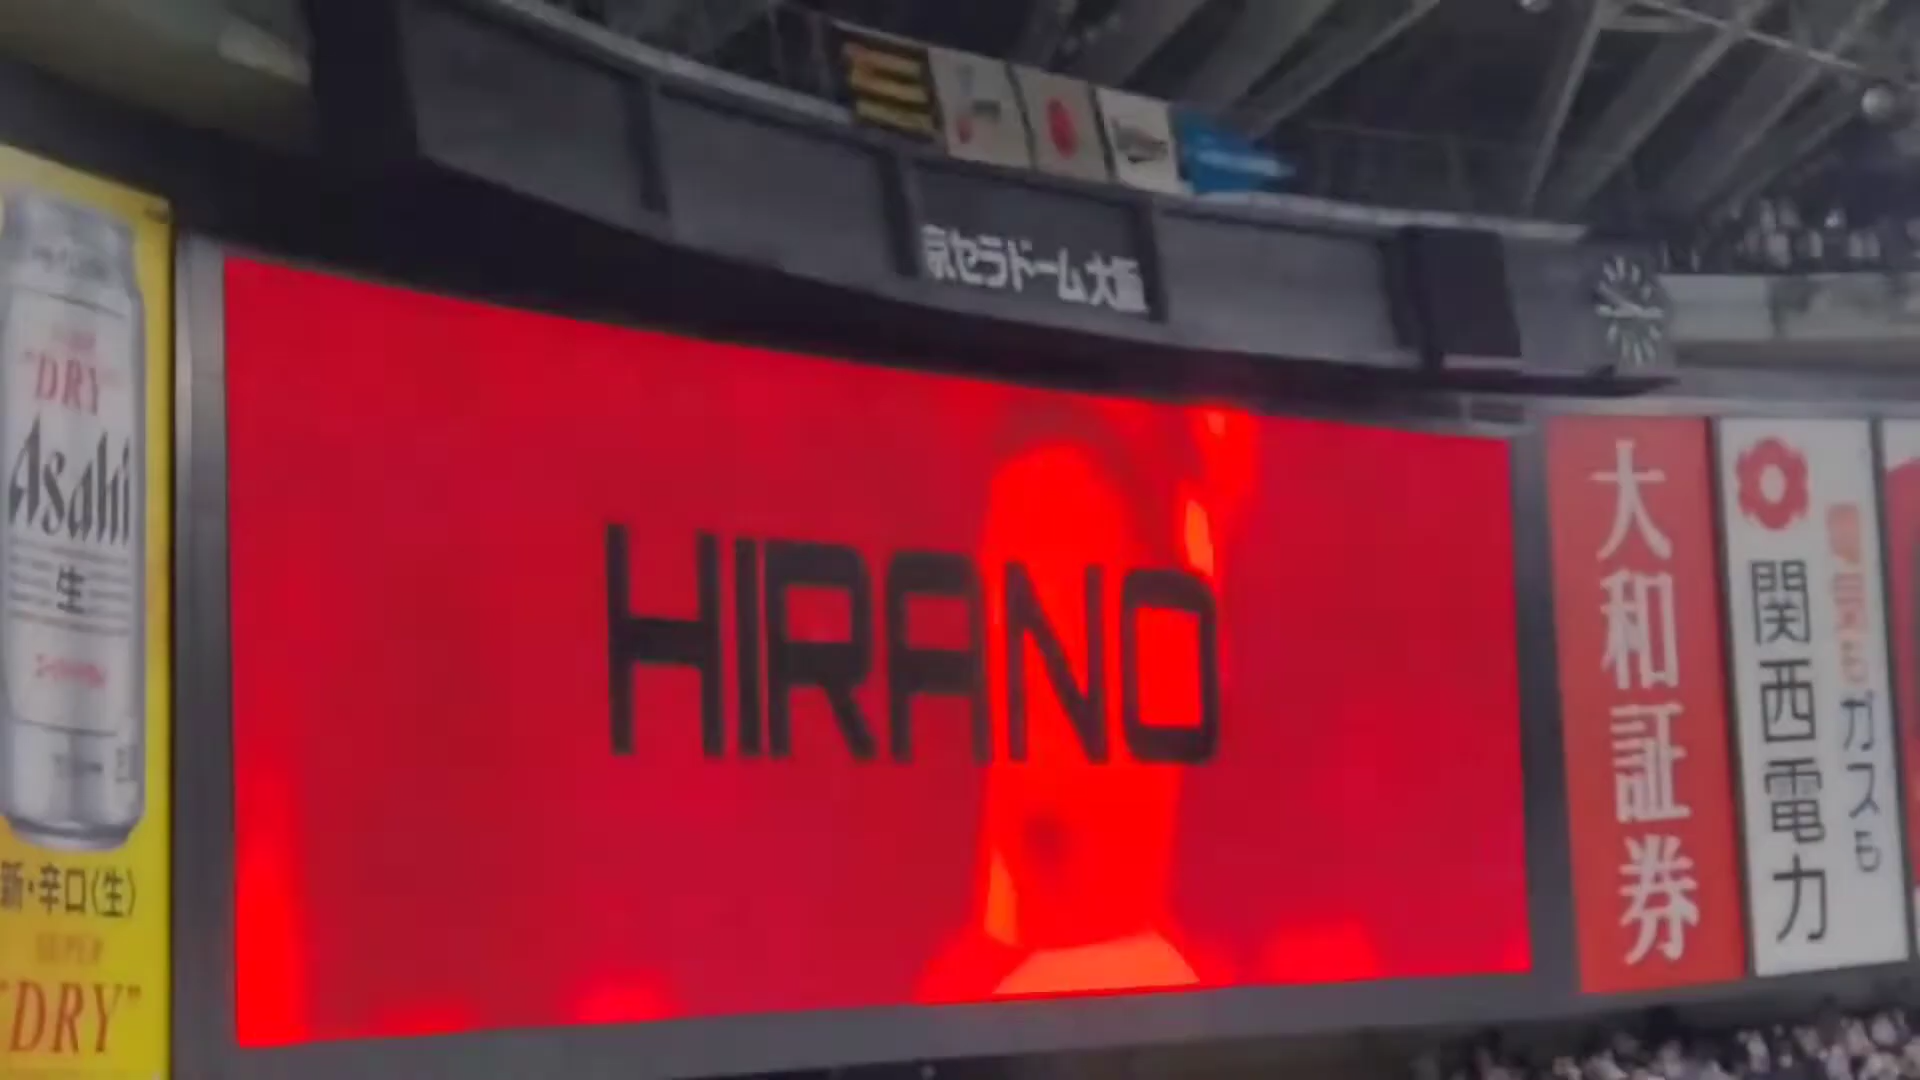 京セラドーム大阪
"DRY"
Asahi
生
新・辛口〈生〉
SUPER
"DRY"
HIRANO
大和証券
関西電力
電気も
ガスも